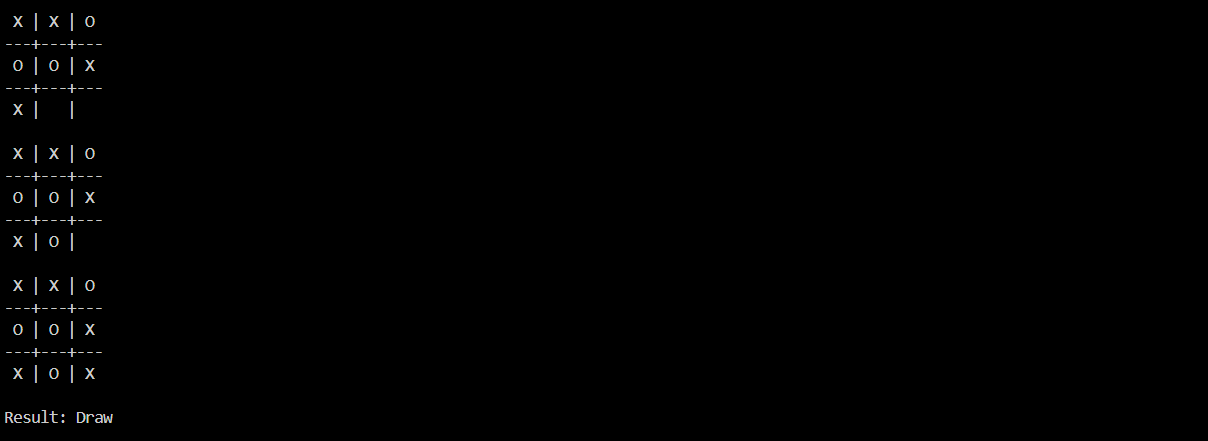 X | X | O
---+---+---
 O | O | X
---+---+---
 X |   |

 X | X | O
---+---+---
 O | O | X
---+---+---
 X | O |

 X | X | O
---+---+---
 O | O | X
---+---+---
 X | O | X

Result: Draw